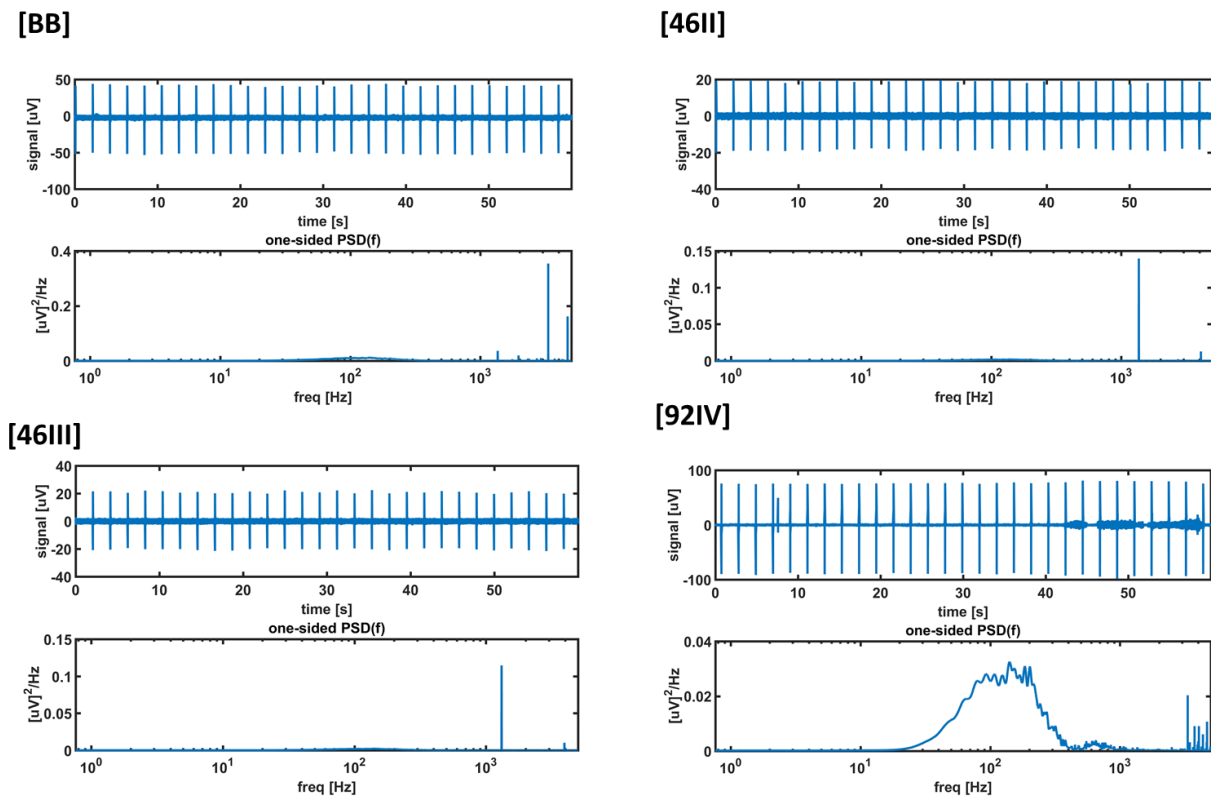 [BB]
50
0
-50
-100
signal [uV]
0 10 20 30 40 50
time [s]
one-sided PSD(f)
0.4
0.2
0
[uV]^2/Hz
10^0 10^1 10^2 10^3
freq [Hz]
[46II]
20
0
-20
-40
signal [uV]
0 10 20 30 40 50
time [s]
one-sided PSD(f)
0.15
0.1
0.05
0
[uV]^2/Hz
10^0 10^1 10^2 10^3
freq [Hz]
[46III]
40
20
0
-20
-40
signal [uV]
0 10 20 30 40 50
time [s]
one-sided PSD(f)
0.15
0.1
0.05
0
[uV]^2/Hz
10^0 10^1 10^2 10^3
freq [Hz]
[92IV]
100
0
-100
signal [uV]
0 10 20 30 40 50
time [s]
one-sided PSD(f)
0.04
0.02
0
[uV]^2/Hz
10^0 10^1 10^2 10^3
freq [Hz]